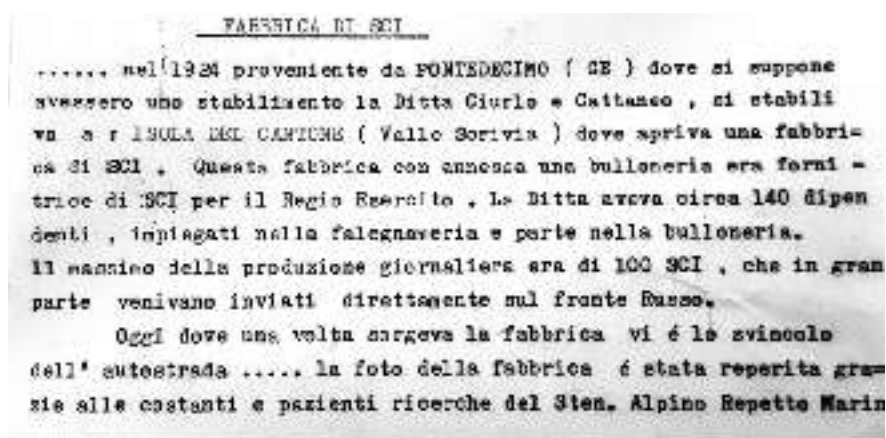 FABBRICA DI SCI
...... nel 1924 proveniente da PONTEDECIMO ( GE ) dove si suppone
avessero uno stabilimento la Ditta Ciurlo e Cattaneo , si stabili
va a ISOLA DEL CANTONE ( Valle Scrivia ) dove apriva una fabbri=
ca di SCI . Questa fabbrica con annessa una bulloneria era forni =
trice di SCI per il Regio Esercito . La Ditta aveva circa 140 dipen
denti , impiegati nella falegnameria e parte nella bulloneria.
Il massimo della produzione giornaliera era di 100 SCI , che in gran
parte venivano inviati direttamente sul fronte Russo.
Oggi dove una volta sorgeva la fabbrica vi é lo svincolo
dell' autostrada ..... la foto della fabbrica é stata reperita gra=
zie alle costanti e pazienti ricerche del Sten. Alpino Repetto Marin